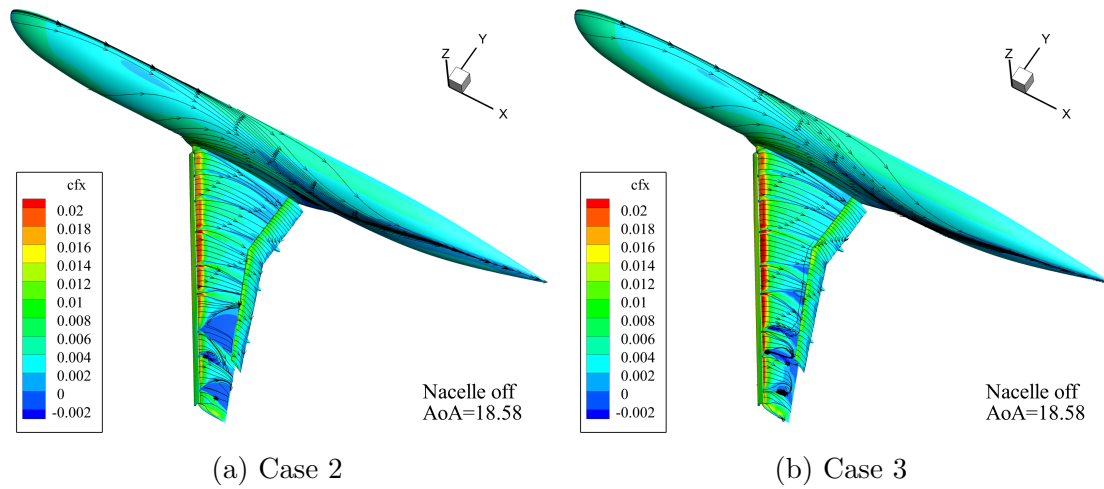 Z
Y
X
cfx
0.02
0.018
0.016
0.014
0.012
0.01
0.008
0.006
0.004
0.002
0
-0.002
Nacelle off
AoA=18.58
(a) Case 2
Z
Y
X
cfx
0.02
0.018
0.016
0.014
0.012
0.01
0.008
0.006
0.004
0.002
0
-0.002
Nacelle off
AoA=18.58
(b) Case 3